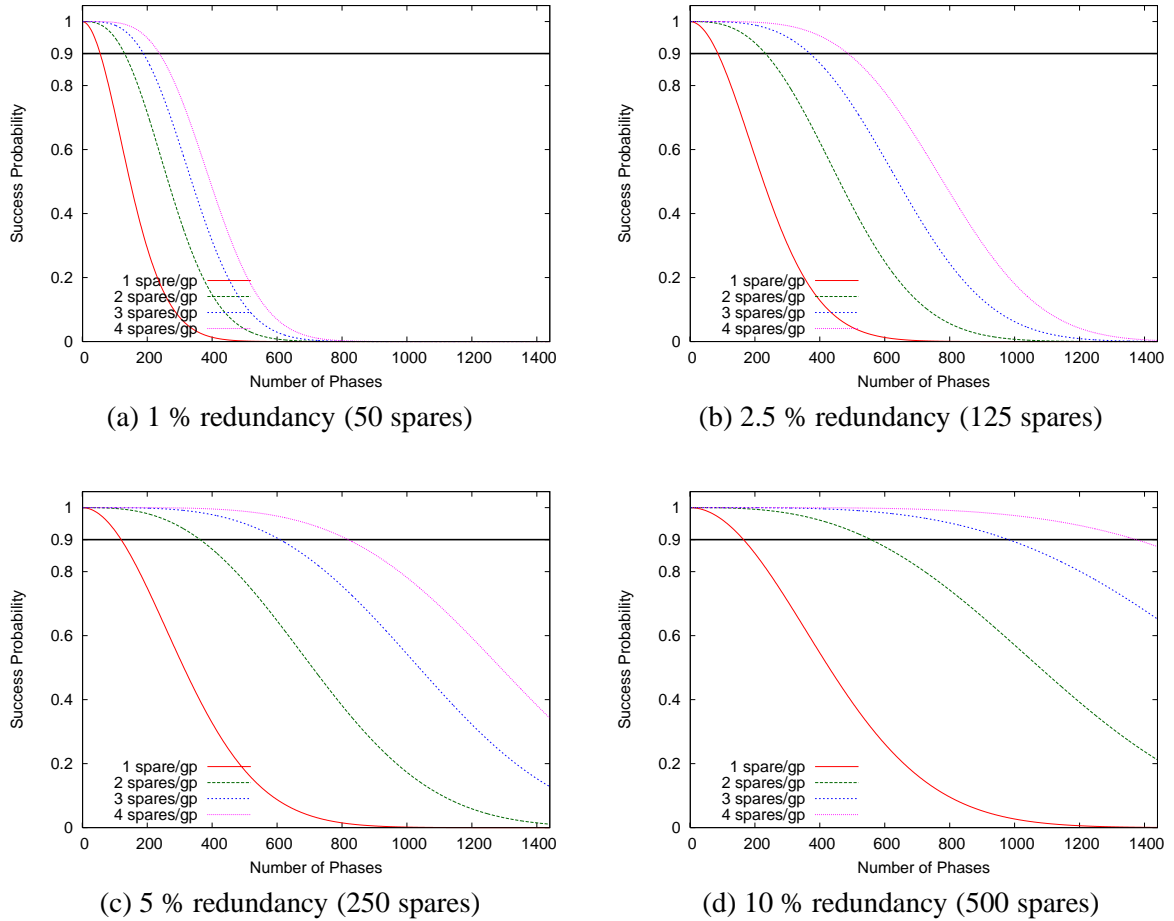 1
0.9
0.8
0.6
0.4
0.2
0
Success Probability
1 spare/gp
2 spares/gp
3 spares/gp
4 spares/gp
0 200 400 600 800 1000 1200 1400
Number of Phases
(a) 1 % redundancy (50 spares)
1
0.9
0.8
0.6
0.4
0.2
0
Success Probability
1 spare/gp
2 spares/gp
3 spares/gp
4 spares/gp
0 200 400 600 800 1000 1200 1400
Number of Phases
(b) 2.5 % redundancy (125 spares)
1
0.9
0.8
0.6
0.4
0.2
0
Success Probability
1 spare/gp
2 spares/gp
3 spares/gp
4 spares/gp
0 200 400 600 800 1000 1200 1400
Number of Phases
(c) 5 % redundancy (250 spares)
1
0.9
0.8
0.6
0.4
0.2
0
Success Probability
1 spare/gp
2 spares/gp
3 spares/gp
4 spares/gp
0 200 400 600 800 1000 1200 1400
Number of Phases
(d) 10 % redundancy (500 spares)